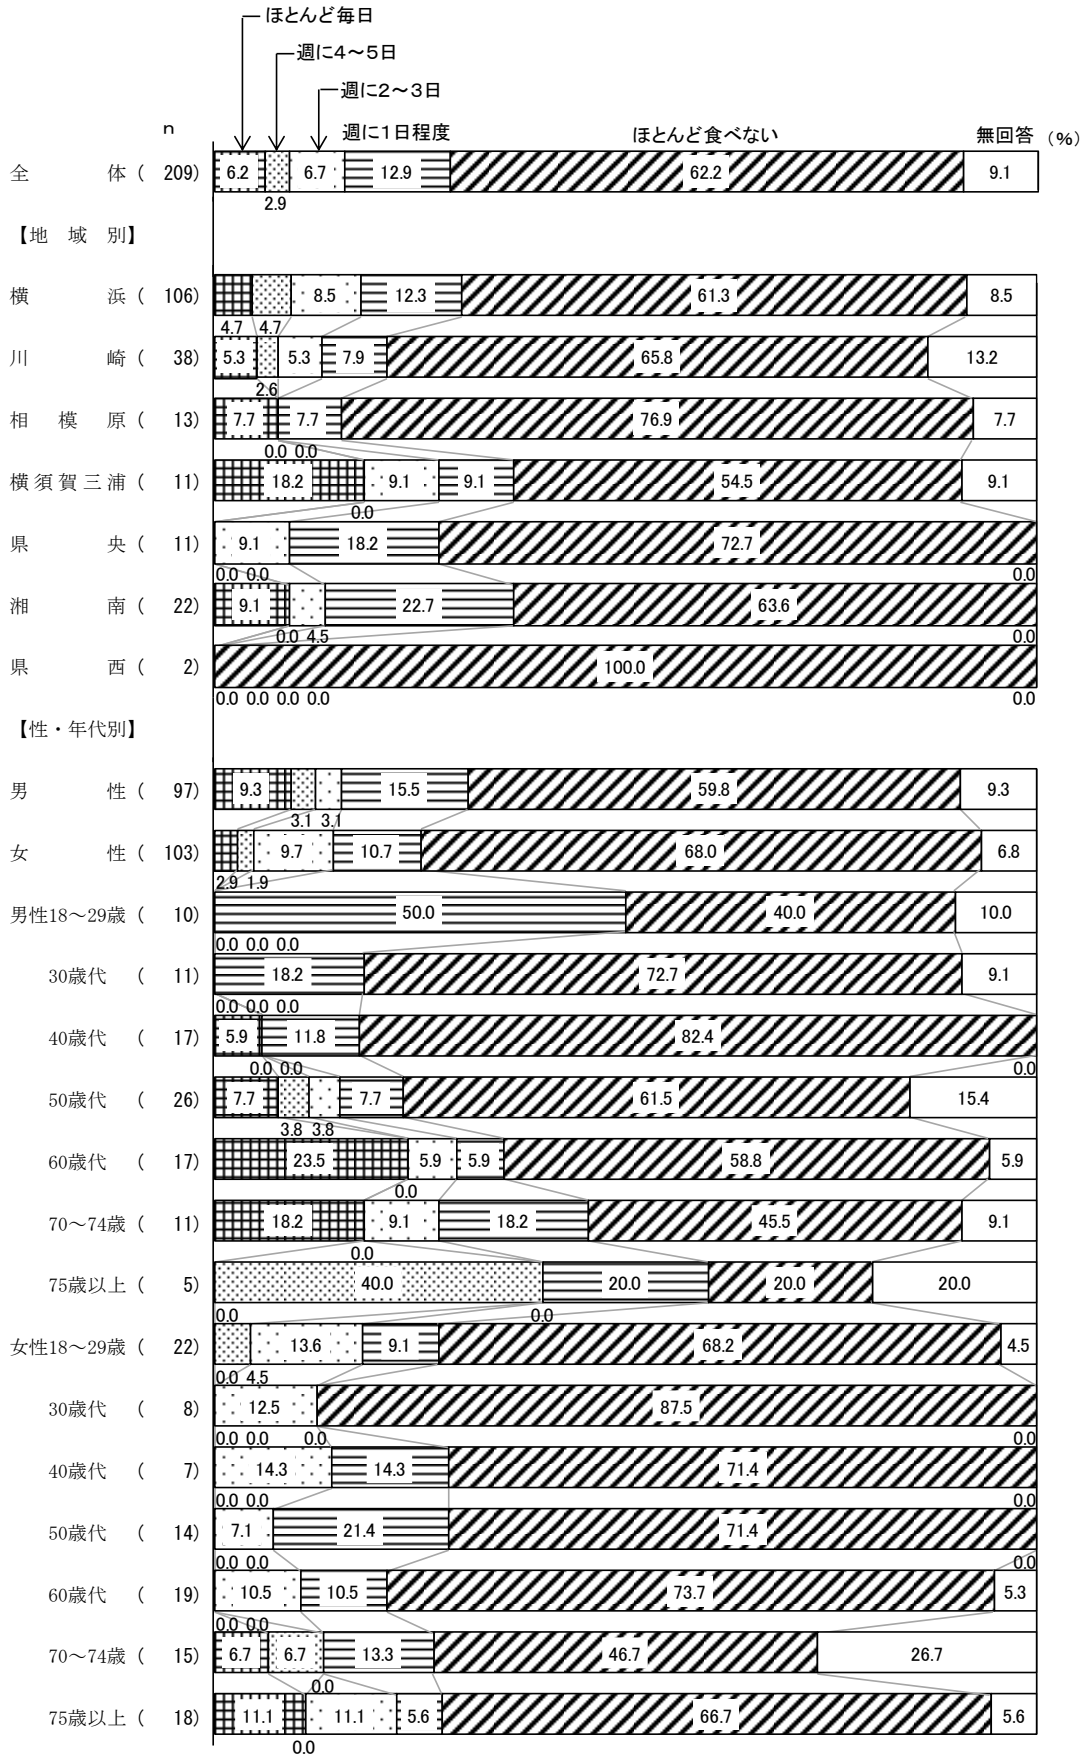 ほとんど毎日
週に4～5日
週に2～3日
n 週に1日程度 ほとんど食べない 無回答 (%)
全体 ( 209) 6.2 6.7 12.9 62.2 9.1
2.9
【地域別】
横浜 ( 106) 8.5 12.3 61.3 8.5
4.7 4.7
川崎 ( 38) 5.3 5.3 7.9 65.8 13.2
2.6
相模原 ( 13) 7.7 7.7 76.9 7.7
0.0 0.0
横須賀三浦 ( 11) 18.2 9.1 9.1 54.5 9.1
0.0
県央 ( 11) 9.1 18.2 72.7
0.0 0.0 0.0
湘南 ( 22) 9.1 22.7 63.6
0.0 4.5 0.0
県西 ( 2) 100.0
0.0 0.0 0.0 0.0 0.0
【性・年代別】
男性 ( 97) 9.3 15.5 59.8 9.3
3.1 3.1
女性 ( 103) 9.7 10.7 68.0 6.8
2.9 1.9
男性18～29歳 ( 10) 50.0 40.0 10.0
0.0 0.0 0.0
30歳代 ( 11) 18.2 72.7 9.1
0.0 0.0 0.0
40歳代 ( 17) 5.9 11.8 82.4
0.0 0.0 0.0
50歳代 ( 26) 7.7 7.7 61.5 15.4
3.8 3.8
60歳代 ( 17) 23.5 5.9 5.9 58.8 5.9
0.0
70～74歳 ( 11) 18.2 9.1 18.2 45.5 9.1
0.0
75歳以上 ( 5) 40.0 20.0 20.0 20.0
0.0 0.0
女性18～29歳 ( 22) 13.6 9.1 68.2 4.5
0.0 4.5
30歳代 ( 8) 12.5 87.5
0.0 0.0 0.0 0.0
40歳代 ( 7) 14.3 14.3 71.4
0.0 0.0 0.0
50歳代 ( 14) 7.1 21.4 71.4
0.0 0.0 0.0
60歳代 ( 19) 10.5 10.5 73.7 5.3
0.0 0.0
70～74歳 ( 15) 6.7 6.7 13.3 46.7 26.7
0.0
75歳以上 ( 18) 11.1 11.1 5.6 66.7 5.6
0.0